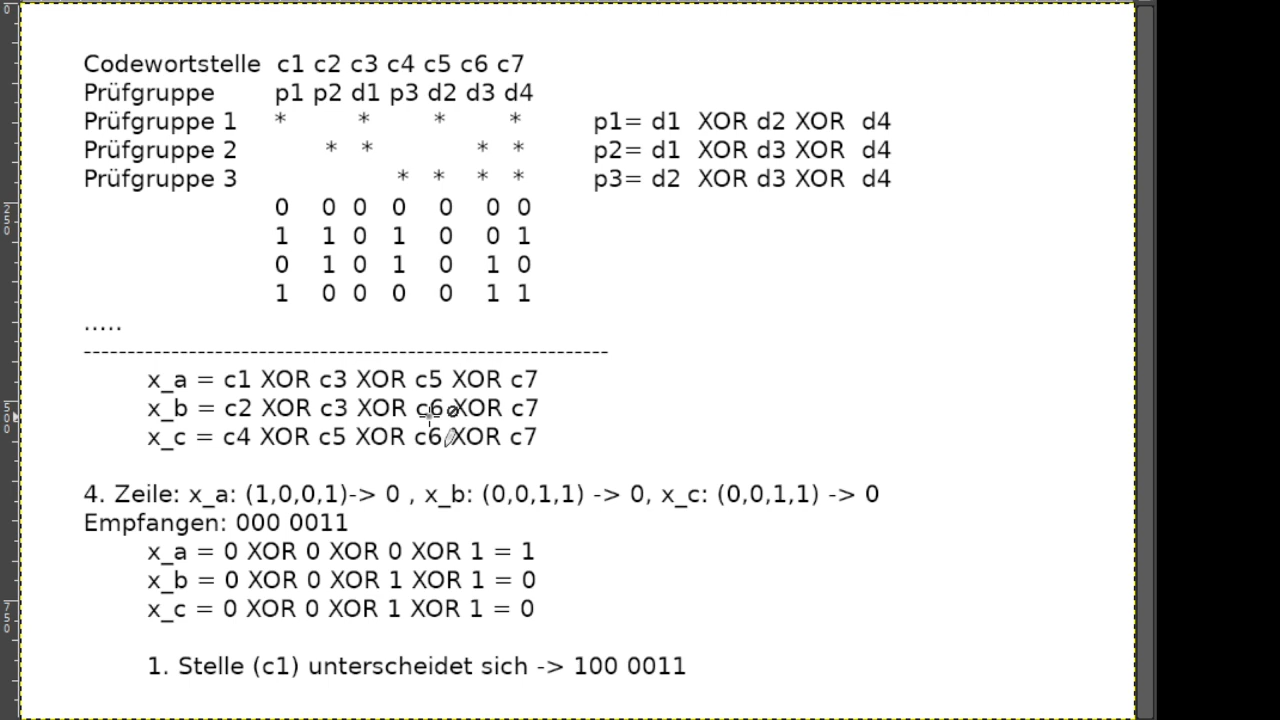 Codewortstelle c1 c2 c3 c4 c5 c6 c7
Prüfgruppe p1 p2 d1 p3 d2 d3 d4
Prüfgruppe 1 * * * * p1= d1 XOR d2 XOR d4
Prüfgruppe 2 * * * * p2= d1 XOR d3 XOR d4
Prüfgruppe 3 * * * * p3= d2 XOR d3 XOR d4
0 0 0 0 0 0 0
1 1 0 1 0 0 1
0 1 0 1 0 1 0
1 0 0 0 0 1 1
.....
------------------------------------------------------------
x_a = c1 XOR c3 XOR c5 XOR c7
x_b = c2 XOR c3 XOR c6 XOR c7
x_c = c4 XOR c5 XOR c6 XOR c7
4. Zeile: x_a: (1,0,0,1)-> 0 , x_b: (0,0,1,1) -> 0, x_c: (0,0,1,1) -> 0
Empfangen: 000 0011
x_a = 0 XOR 0 XOR 0 XOR 1 = 1
x_b = 0 XOR 0 XOR 1 XOR 1 = 0
x_c = 0 XOR 0 XOR 1 XOR 1 = 0
1. Stelle (c1) unterscheidet sich -> 100 0011
0
250
500
750